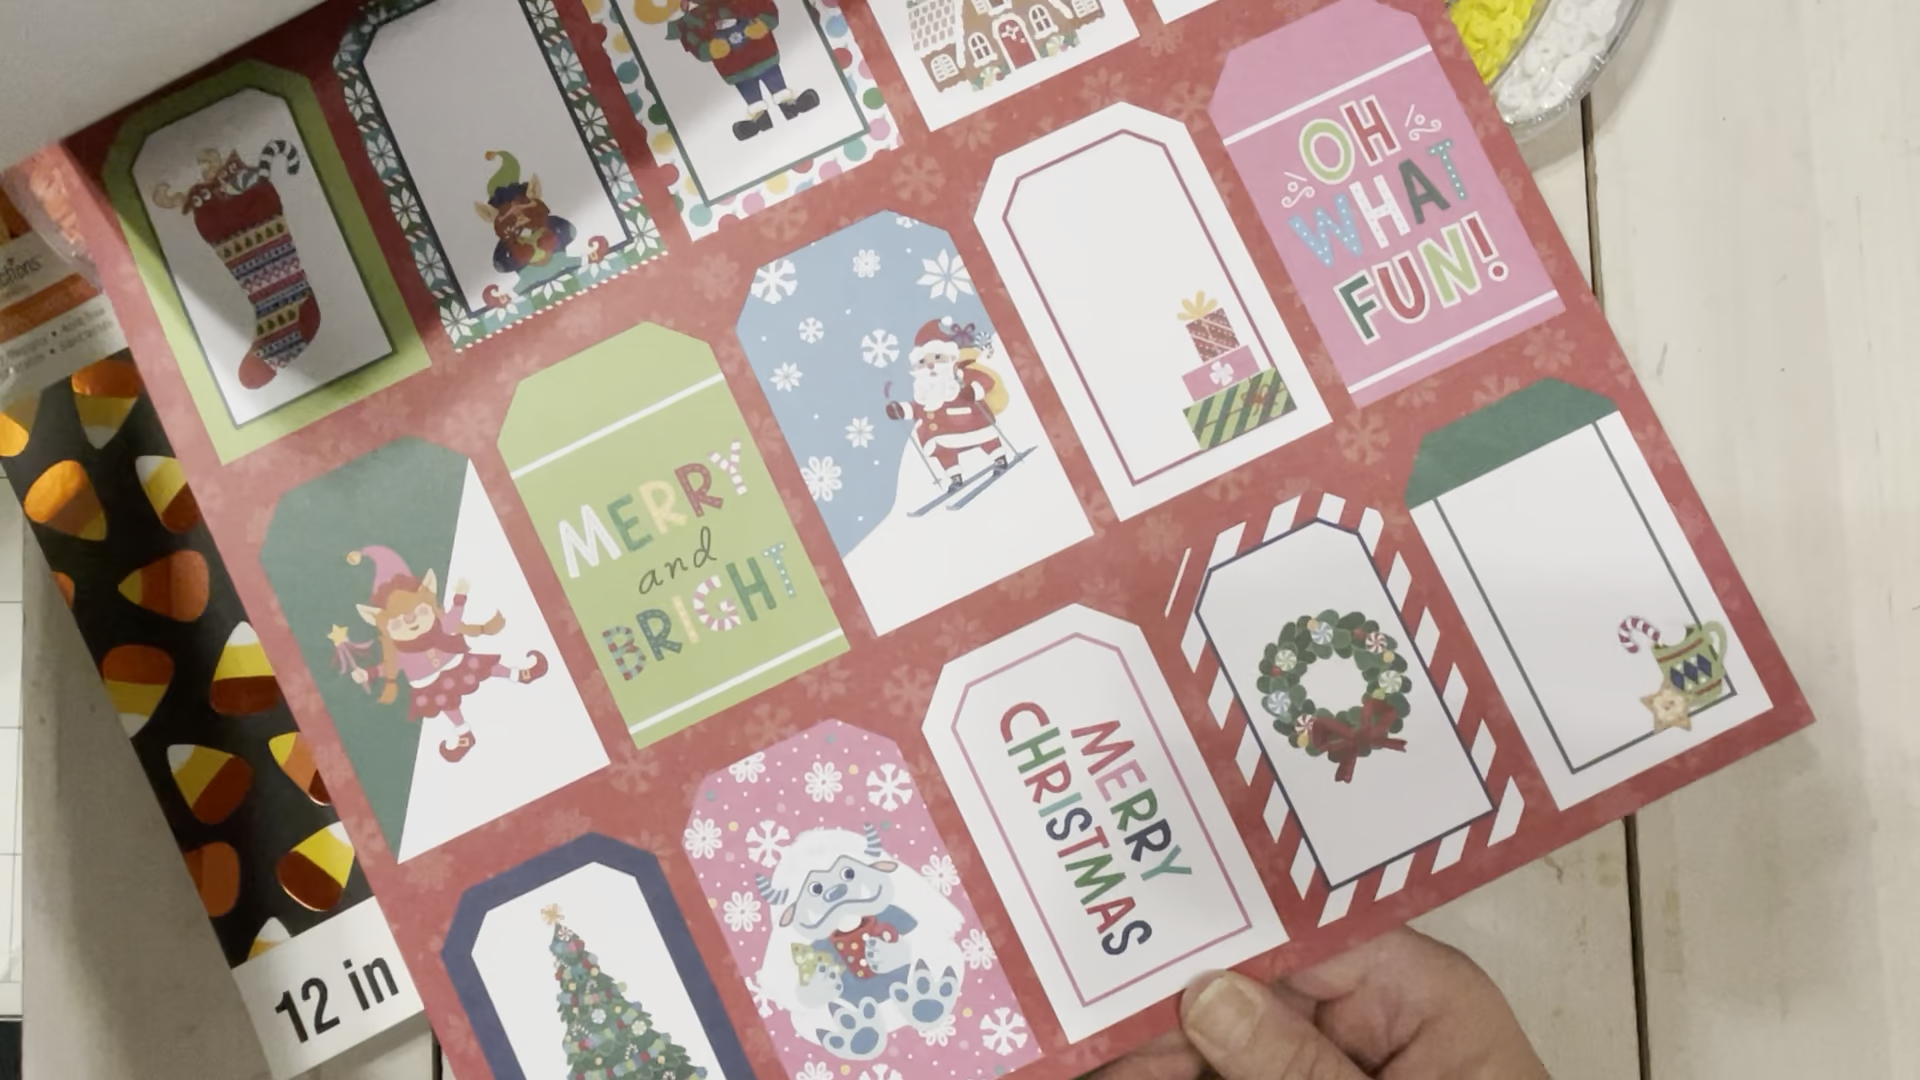 OH
WHAT
FUN!
MERRY
and
BRIGHT
MERRY
CHRISTMAS
12 in